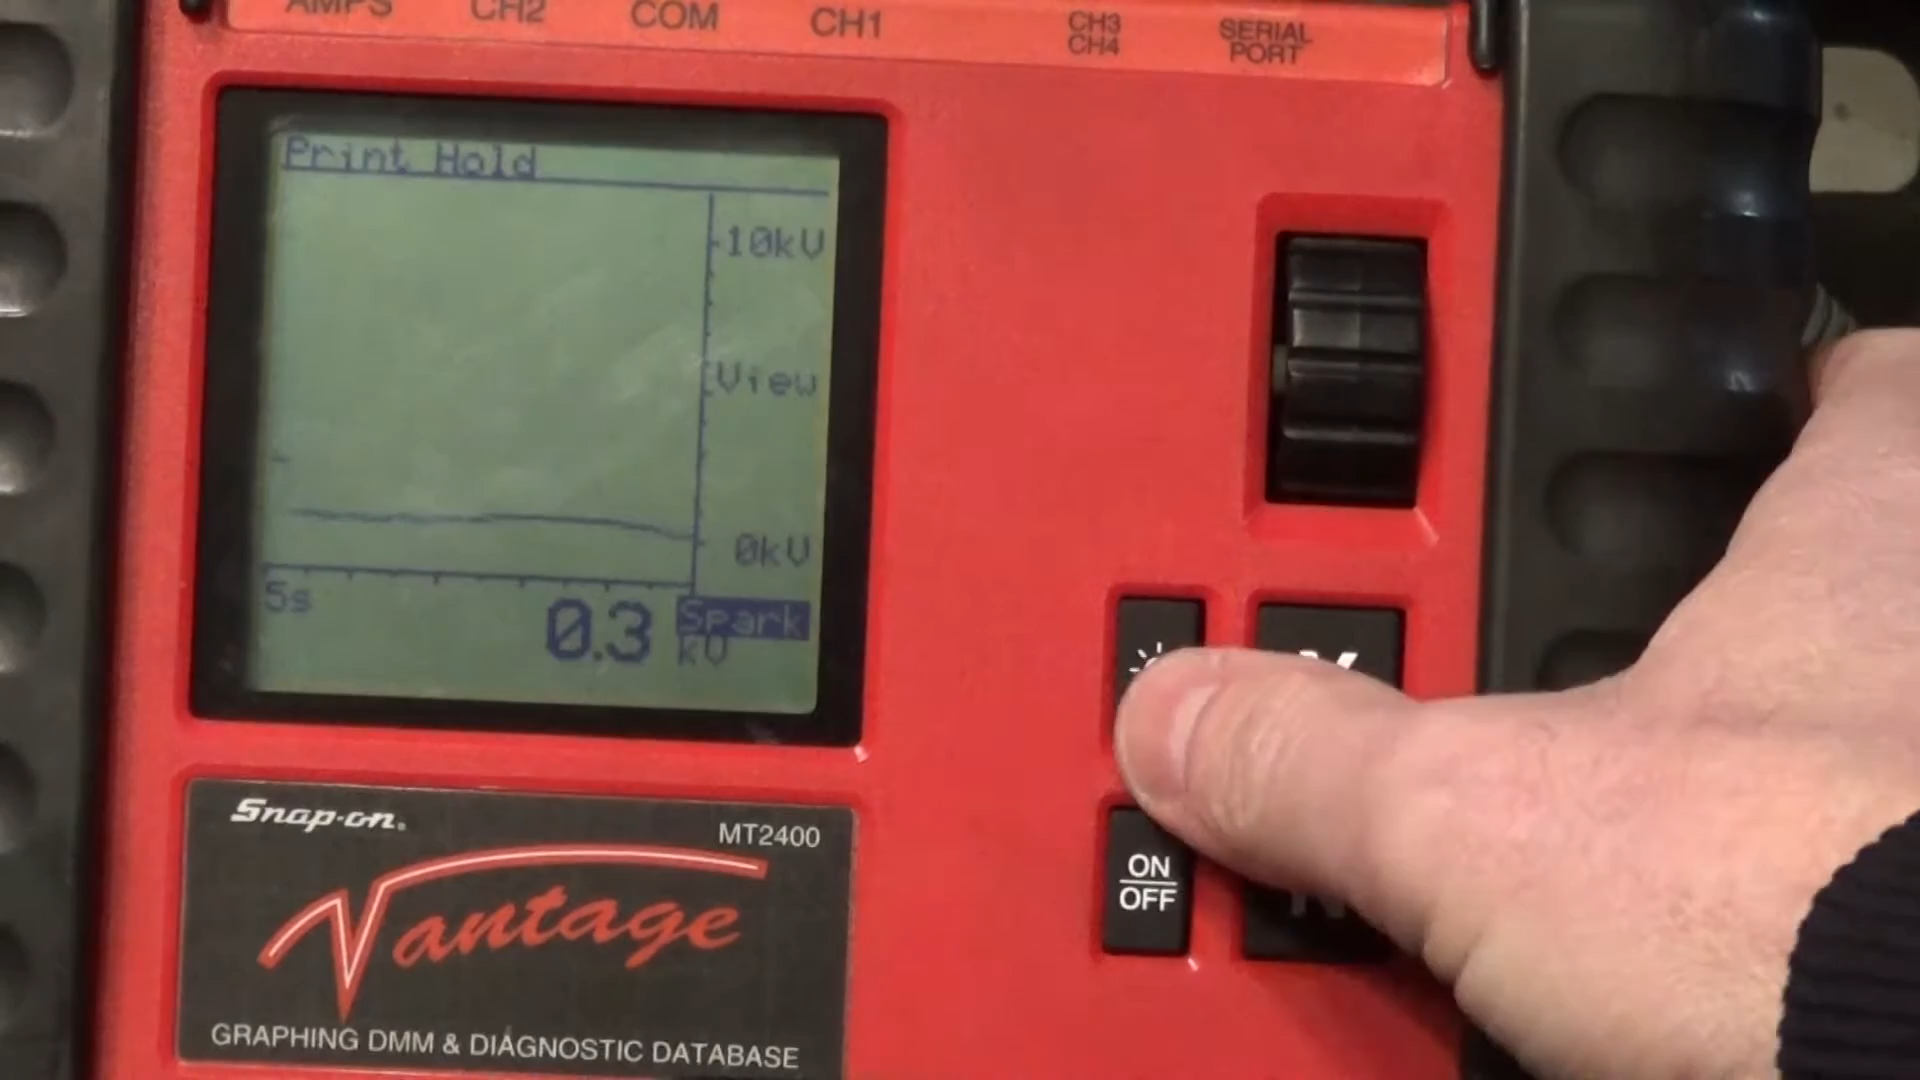 AMPS CH2 COM CH1 CH3 CH4 SERIAL PORT
Print Hold
10kV
View
0kV
5s
0.3 Spark kV
Snap-on.
MT2400
Vantage
GRAPHING DMM & DIAGNOSTIC DATABASE
ON
OFF